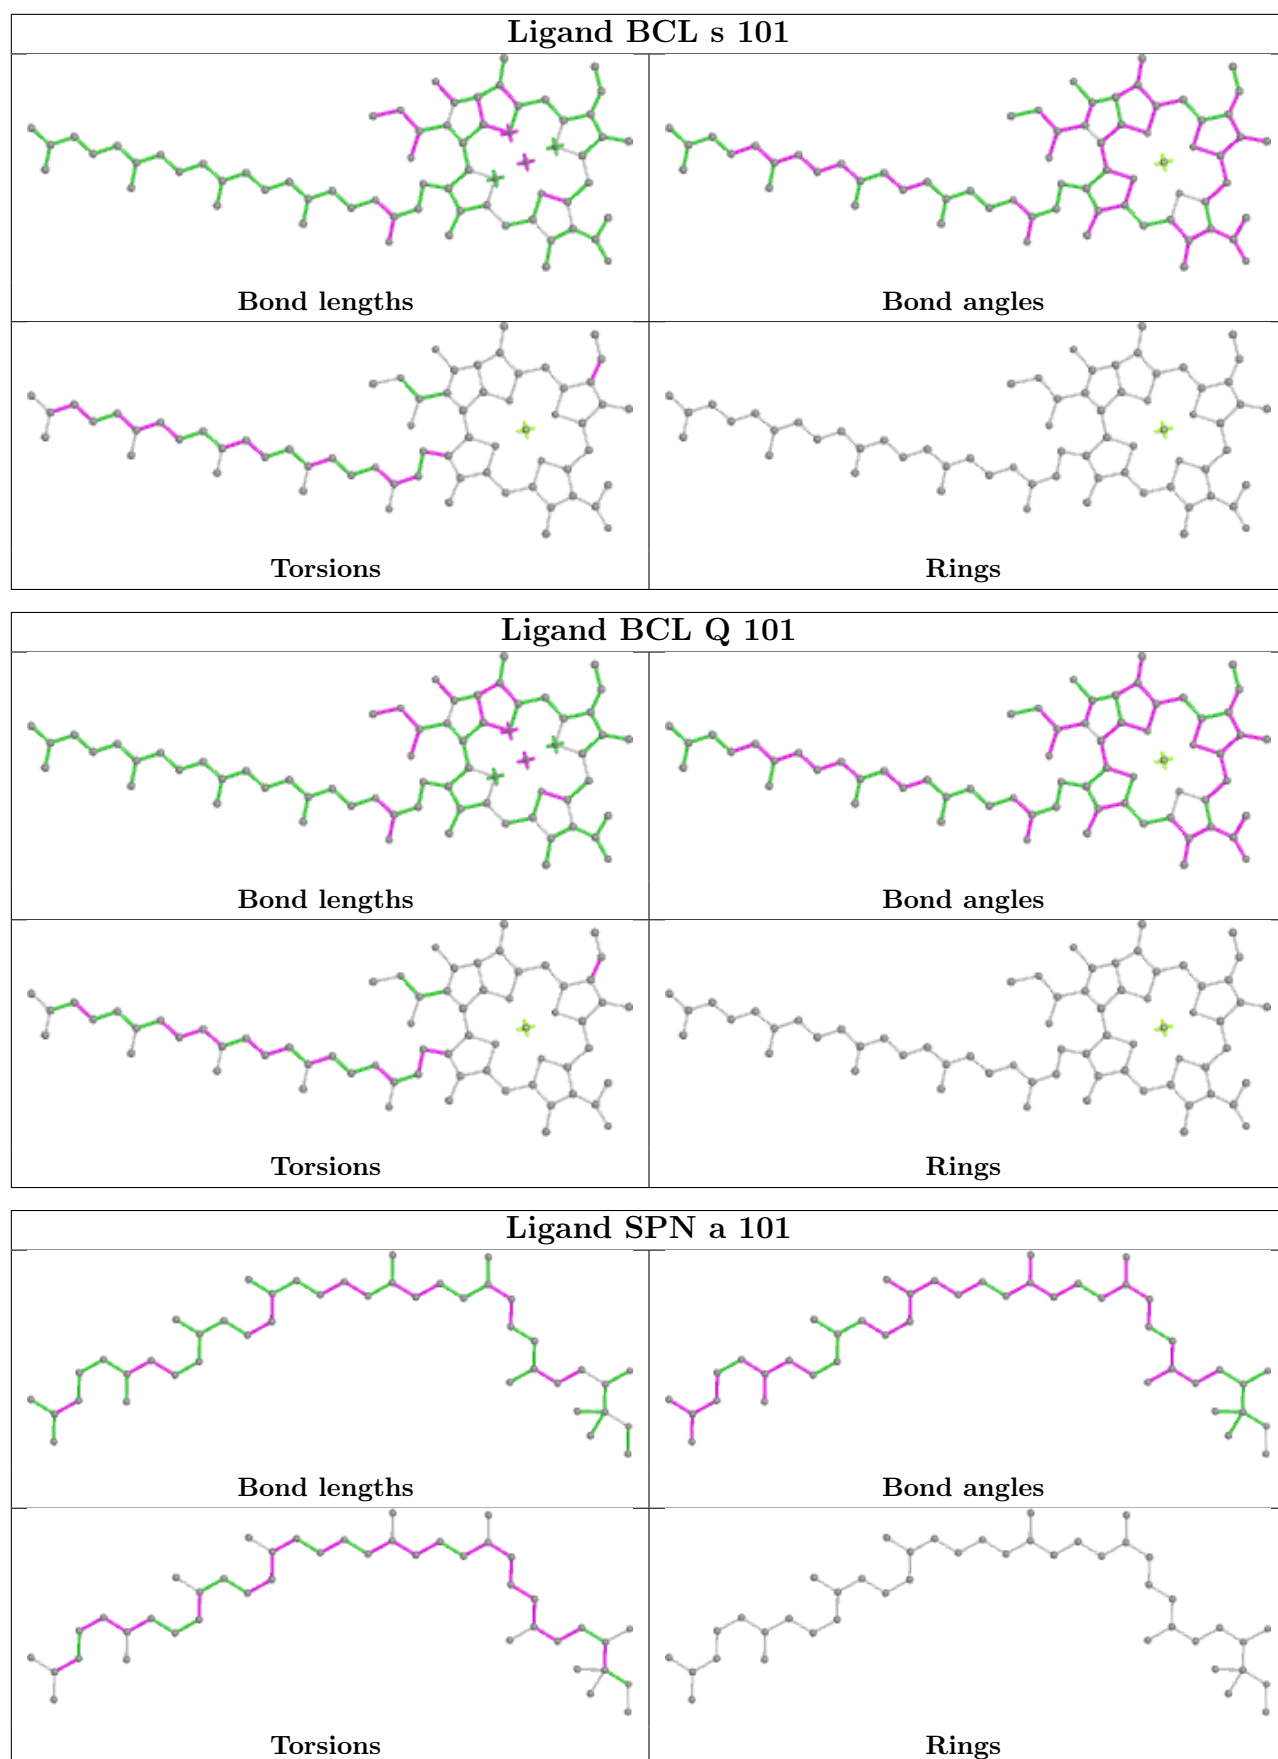 Ligand BCL s 101
Bond lengths
Bond angles
Torsions
Rings
Ligand BCL Q 101
Bond lengths
Bond angles
Torsions
Rings
Ligand SPN a 101
Bond lengths
Bond angles
Torsions
Rings